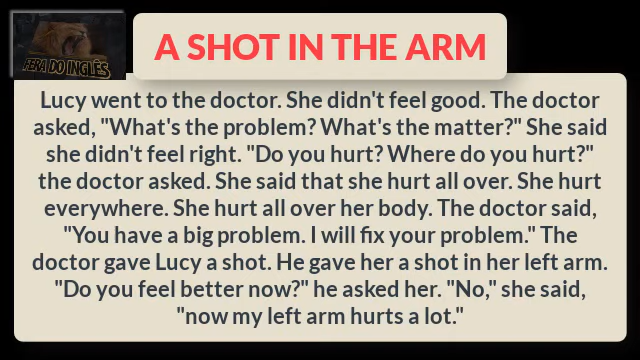 FERA DO INGLÊS
A SHOT IN THE ARM
Lucy went to the doctor. She didn't feel good. The doctor
asked, "What's the problem? What's the matter?" She said
she didn't feel right. "Do you hurt? Where do you hurt?"
the doctor asked. She said that she hurt all over. She hurt
everywhere. She hurt all over her body. The doctor said,
"You have a big problem. I will fix your problem." The
doctor gave Lucy a shot. He gave her a shot in her left arm.
"Do you feel better now?" he asked her. "No," she said,
"now my left arm hurts a lot."